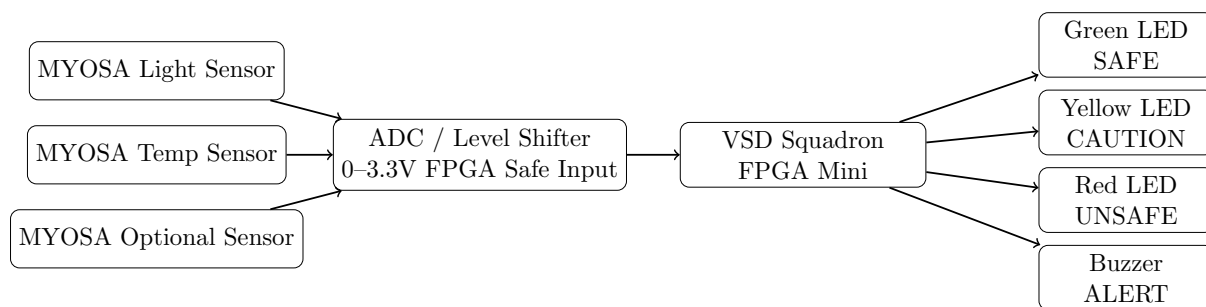 MYOSA Light Sensor
MYOSA Temp Sensor
MYOSA Optional Sensor
ADC / Level Shifter
0–3.3V FPGA Safe Input
VSD Squadron
FPGA Mini
Green LED
SAFE
Yellow LED
CAUTION
Red LED
UNSAFE
Buzzer
ALERT